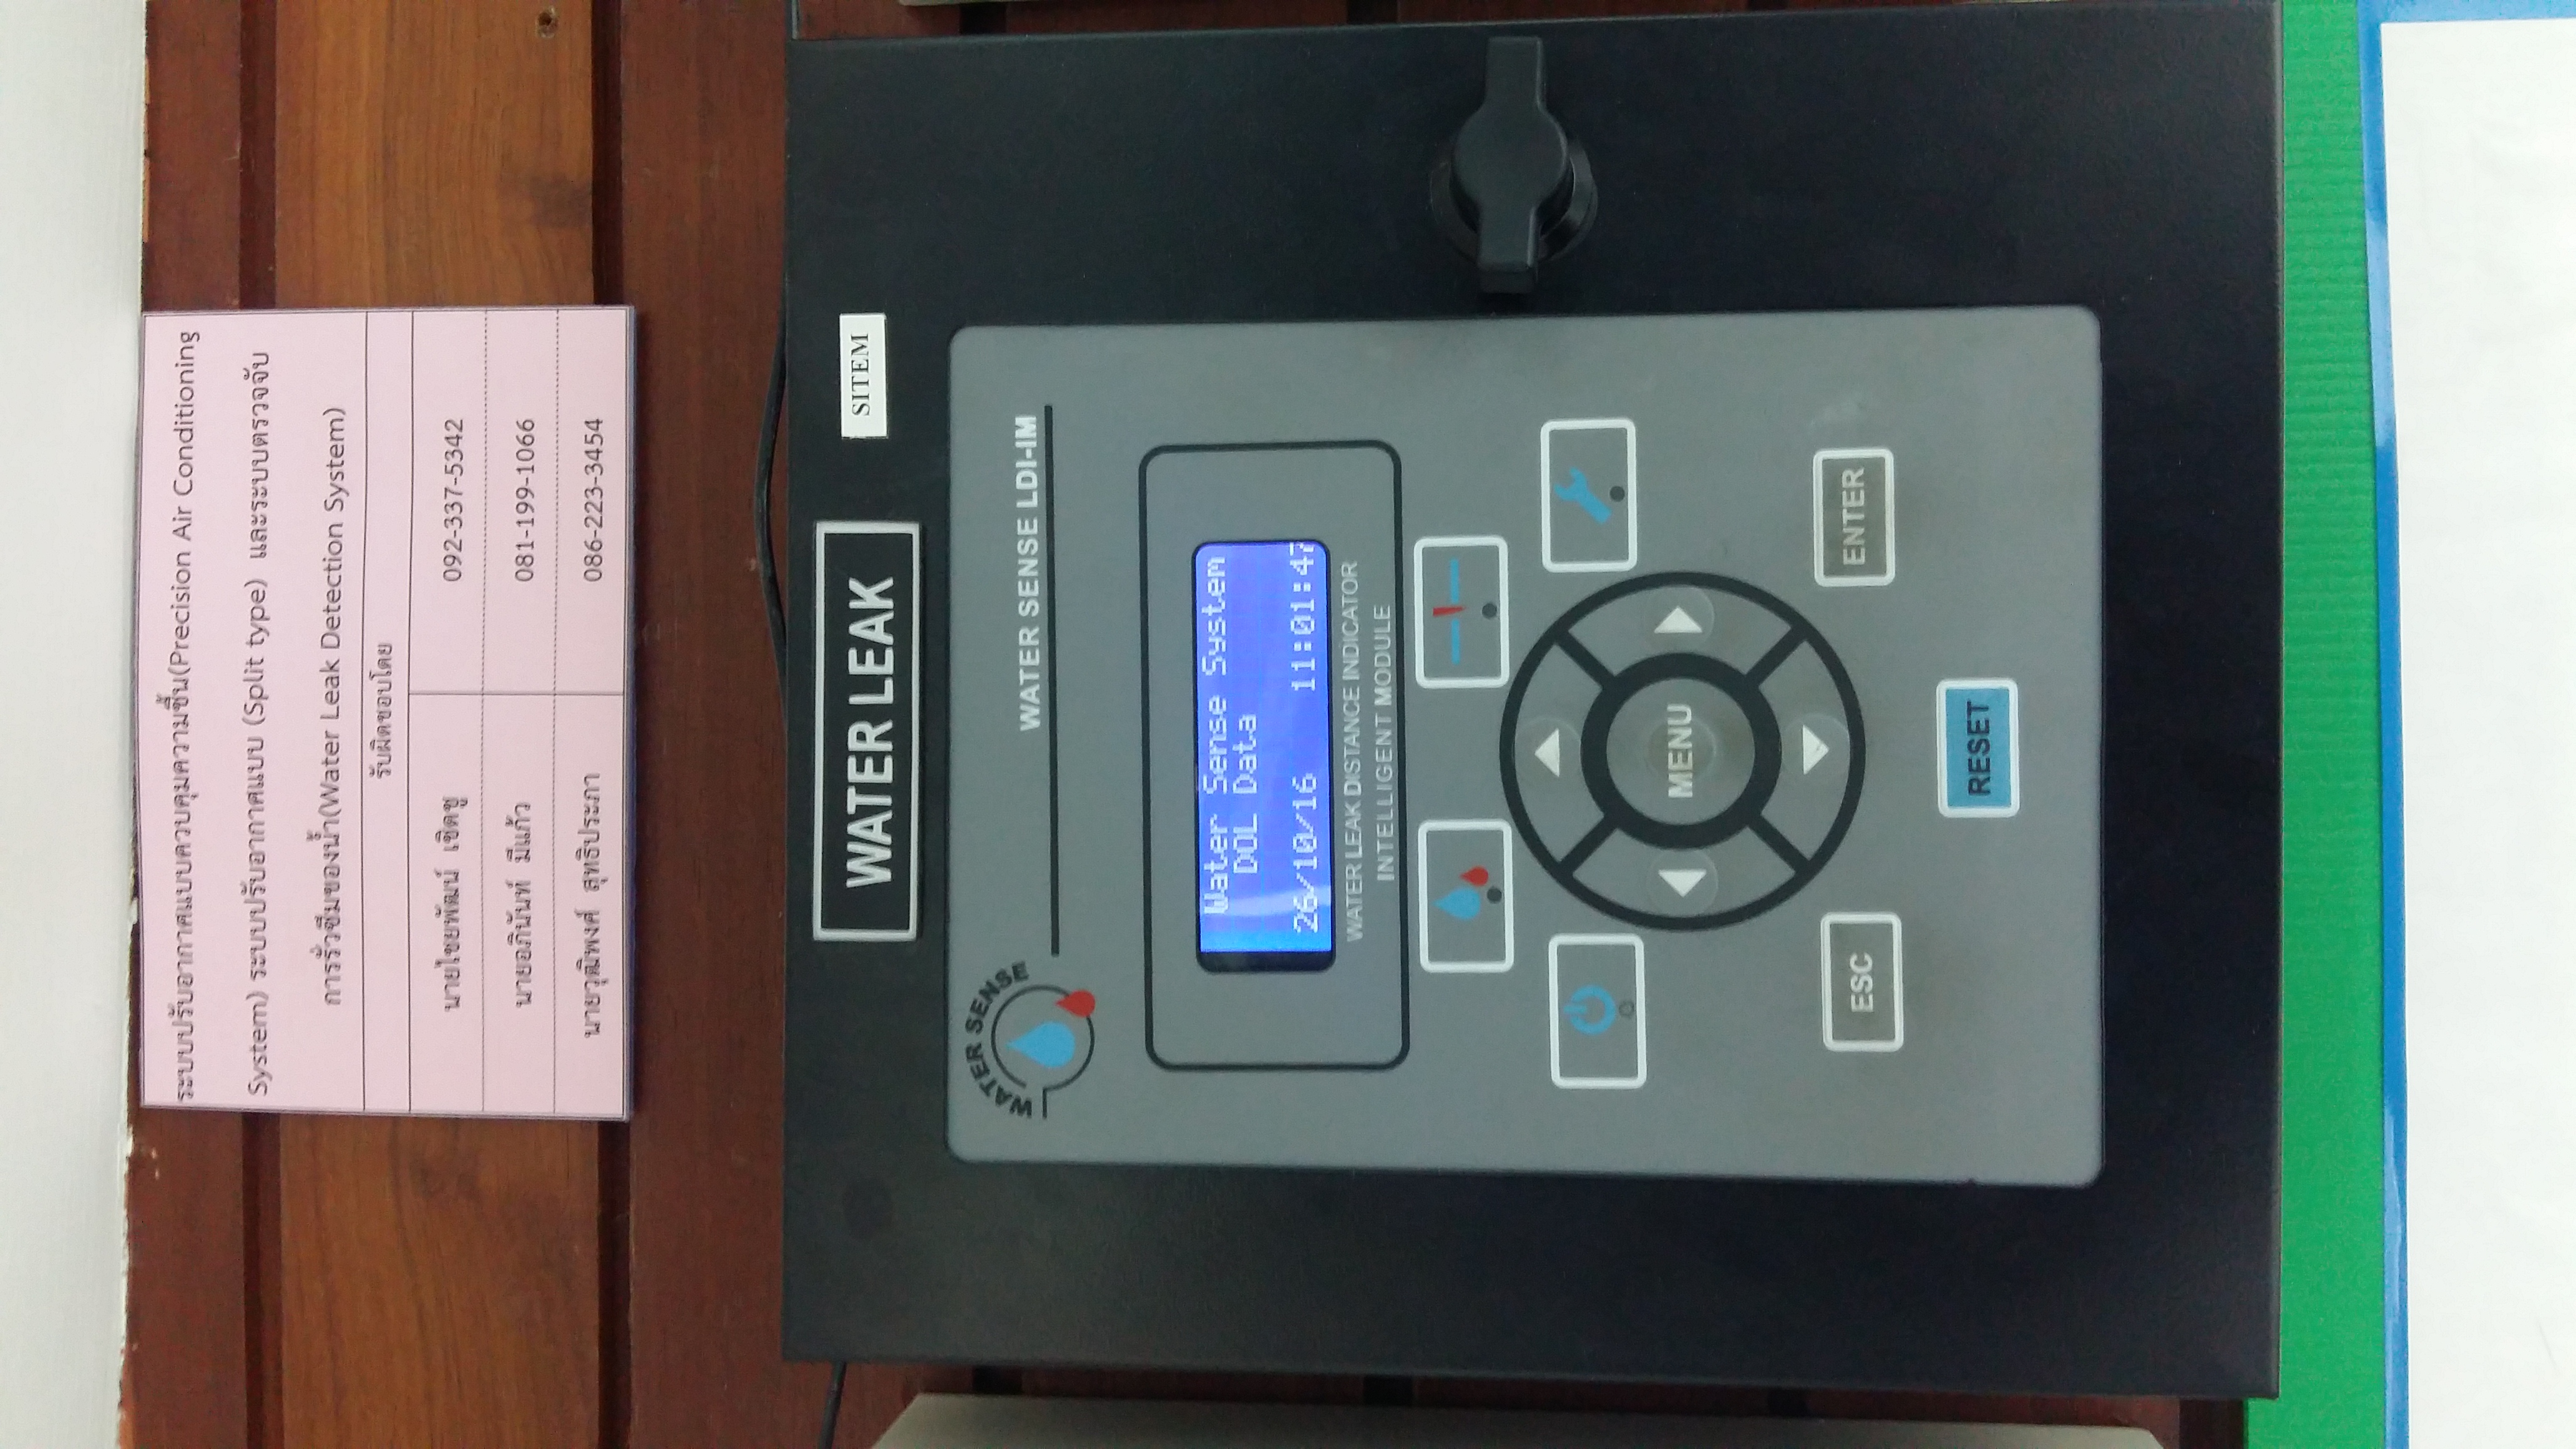 ระบบปรับอากาศแบบควบคุมความชื้น(Precision Air Conditioning
System) ระบบปรับอากาศแบบ (Split type) และระบบตรวจจับ
การรั่วซึมของน้ำ(Water Leak Detection System)
รับผิดชอบโดย
นายไชยพัฒน์ เชิดชู 092-337-5342
นายอภินันท์ มีแก้ว 081-199-1066
นายวุฒิพงศ์ สุทธิประภา 086-223-3454
WATER LEAK
SITEM
WATER SENSE
WATER SENSE LDI-IM
Water Sense System
DOL Data
26/10/16 11:01:47
WATER LEAK DISTANCE INDICATOR
INTELLIGENT MODULE
MENU
ESC
ENTER
RESET